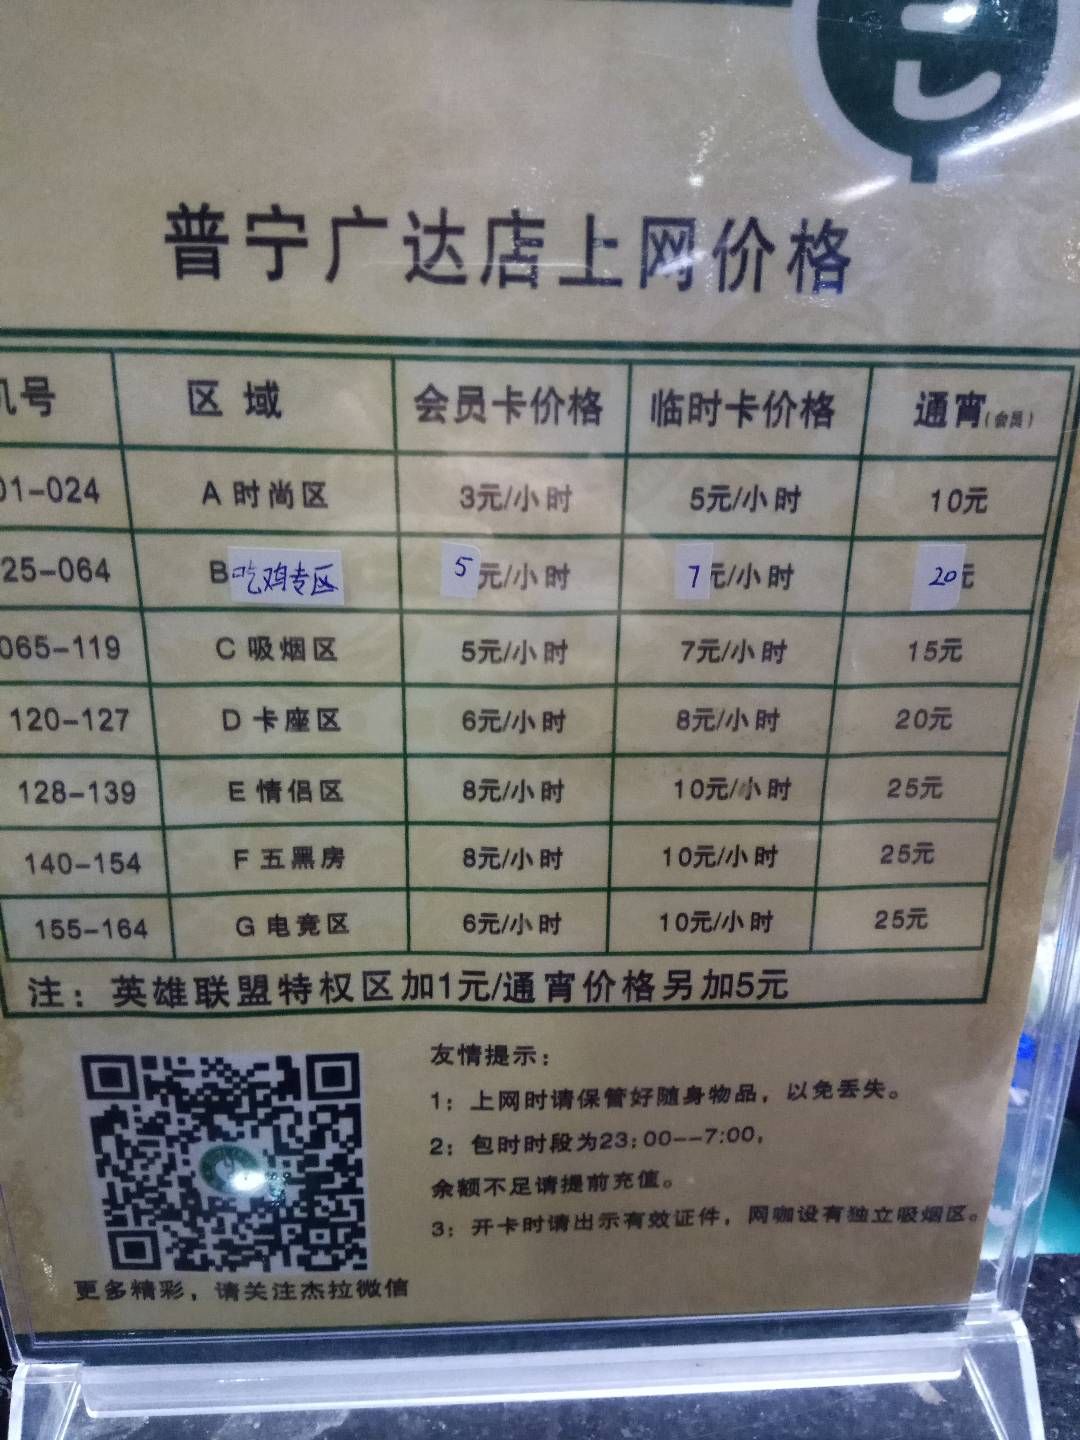 普宁广达店上网价格
机号 区域 会员卡价格 临时卡价格 通宵(会员)
01-024 A时尚区 3元/小时 5元/小时 10元
25-064 B吃鸡专区 5元/小时 7元/小时 20元
065-119 C吸烟区 5元/小时 7元/小时 15元
120-127 D卡座区 6元/小时 8元/小时 20元
128-139 E情侣区 8元/小时 10元/小时 25元
140-154 F五黑房 8元/小时 10元/小时 25元
155-164 G电竞区 6元/小时 10元/小时 25元
注：英雄联盟特权区加1元/通宵价格另加5元
友情提示：
1：上网时请保管好随身物品，以免丢失。
2：包时时段为23:00--7:00，
余额不足请提前充值。
3：开卡时请出示有效证件，网咖设有独立吸烟区。
更多精彩，请关注杰拉微信